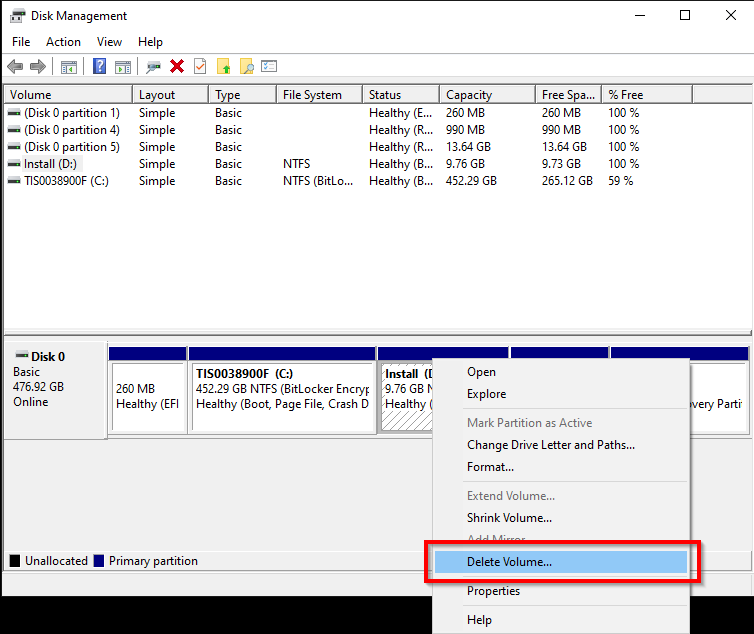 Disk Management
File Action View Help
Volume Layout Type File System Status Capacity Free Spa... % Free
(Disk 0 partition 1) Simple Basic Healthy (E... 260 MB 260 MB 100 %
(Disk 0 partition 4) Simple Basic Healthy (R... 990 MB 990 MB 100 %
(Disk 0 partition 5) Simple Basic Healthy (R... 13.64 GB 13.64 GB 100 %
Install (D:) Simple Basic NTFS Healthy (B... 9.76 GB 9.73 GB 100 %
TIS0038900F (C:) Simple Basic NTFS (BitLo... Healthy (B... 452.29 GB 265.12 GB 59 %
Disk 0
Basic
476.92 GB
Online
260 MB
Healthy (EFI
TIS0038900F (C:)
452.29 GB NTFS (BitLocker Encryp
Healthy (Boot, Page File, Crash D
Install (D
9.76 GB N
Healthy (
overy Parti
Open
Explore
Mark Partition as Active
Change Drive Letter and Paths...
Format...
Extend Volume...
Shrink Volume...
Add Mirror...
Delete Volume...
Properties
Help
Unallocated Primary partition